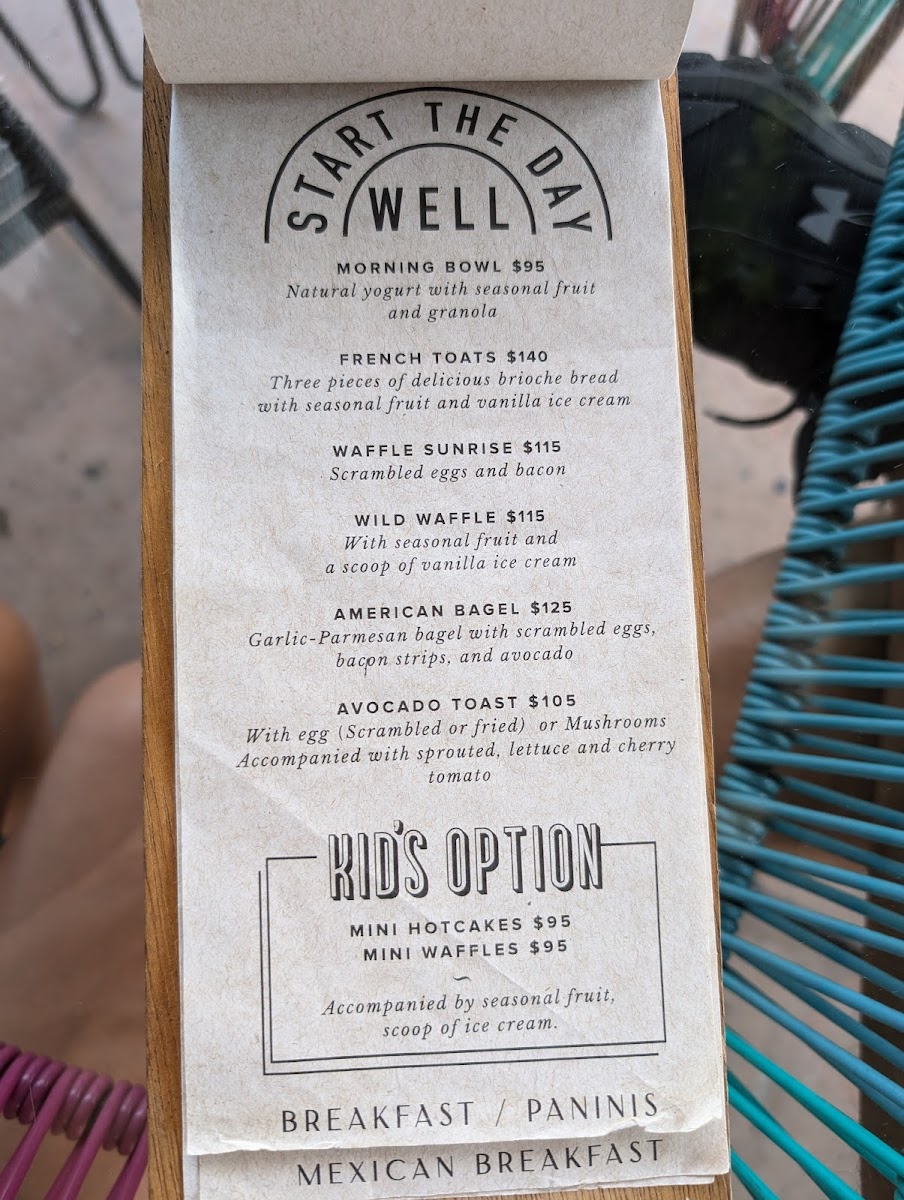 START THE DAY
WELL
MORNING BOWL $95
Natural yogurt with seasonal fruit
and granola
FRENCH TOATS $140
Three pieces of delicious brioche bread
with seasonal fruit and vanilla ice cream
WAFFLE SUNRISE $115
Scrambled eggs and bacon
WILD WAFFLE $115
With seasonal fruit and
a scoop of vanilla ice cream
AMERICAN BAGEL $125
Garlic-Parmesan bagel with scrambled eggs,
bacon strips, and avocado
AVOCADO TOAST $105
With egg (Scrambled or fried) or Mushrooms
Accompanied with sprouted, lettuce and cherry
tomato
KID'S OPTION
MINI HOTCAKES $95
MINI WAFFLES $95
Accompanied by seasonal fruit,
scoop of ice cream.
BREAKFAST / PANINIS
MEXICAN BREAKFAST